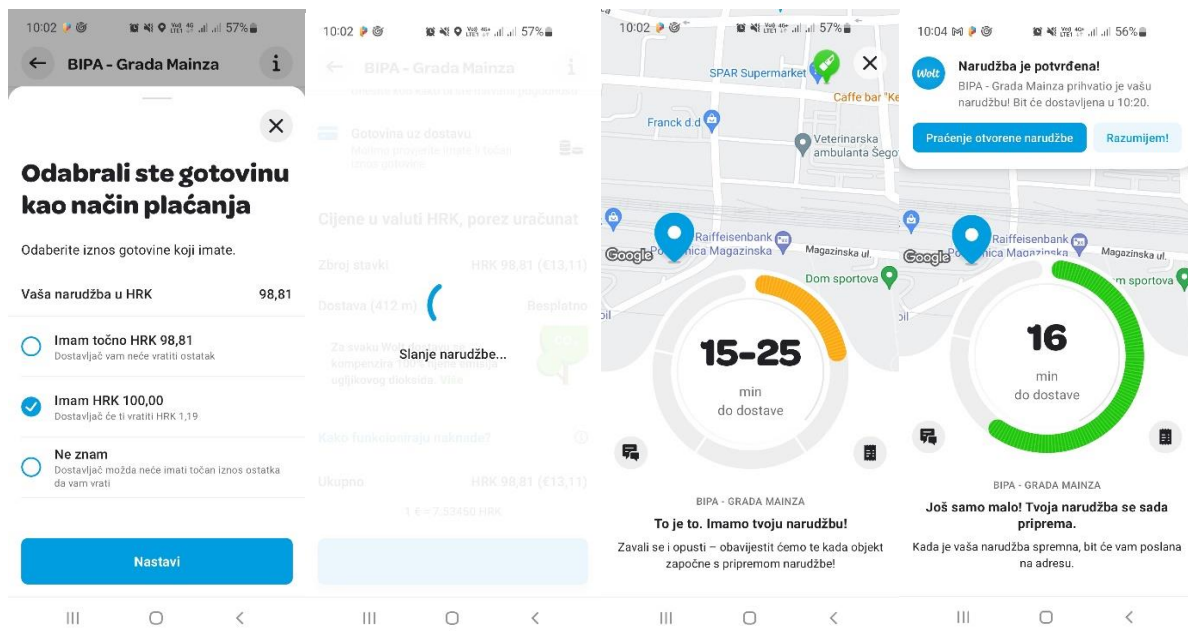 10:02
57%
BIPA - Grada Mainza
Odabrali ste gotovinu
kao način plaćanja
Odaberite iznos gotovine koji imate.
Vaša narudžba u HRK 98,81
Imam točno HRK 98,81
Dostavljač vam neće vratiti ostatak
Imam HRK 100,00
Dostavljač će ti vratiti HRK 1,19
Ne znam
Dostavljač možda neće imati točan iznos ostatka
da vam vrati
Nastavi
10:02
57%
BIPA - Grada Mainza
Gotovina uz dostavu
Cijene u valuti HRK, porez uračunat
Zbroj stavki HRK 98,81 (€13,11)
Dostava (412 m) Besplatno
Slanje narudžbe...
ugljikovog dioksida. Više
Kako funkcioniraju naknade?
Ukupno HRK 98,81 (€13,11)
1 € = 7.53450 HRK
10:02
57%
SPAR Supermarket
Caffe bar "Ke
Franck d.d
Veterinarska
ambulanta Šego
Raiffeisenbank
Magazinska
Magazinska ul.
Google
Dom sportova
15-25
min
do dostave
BIPA - GRADA MAINZA
To je to. Imamo tvoju narudžbu!
Zavali se i opusti – obavijestit ćemo te kada objekt
započne s pripremom narudžbe!
10:04
56%
Wolt
Narudžba je potvrđena!
BIPA - Grada Mainza prihvatio je vašu
narudžbu! Bit će dostavljena u 10:20.
Praćenje otvorene narudžbe
Razumijem!
Raiffeisenbank
Magazinska
Magazinska ul.
Google
m sportova
16
min
do dostave
BIPA - GRADA MAINZA
Još samo malo! Tvoja narudžba se sada
priprema.
Kada je vaša narudžba spremna, bit će vam poslana
na adresu.